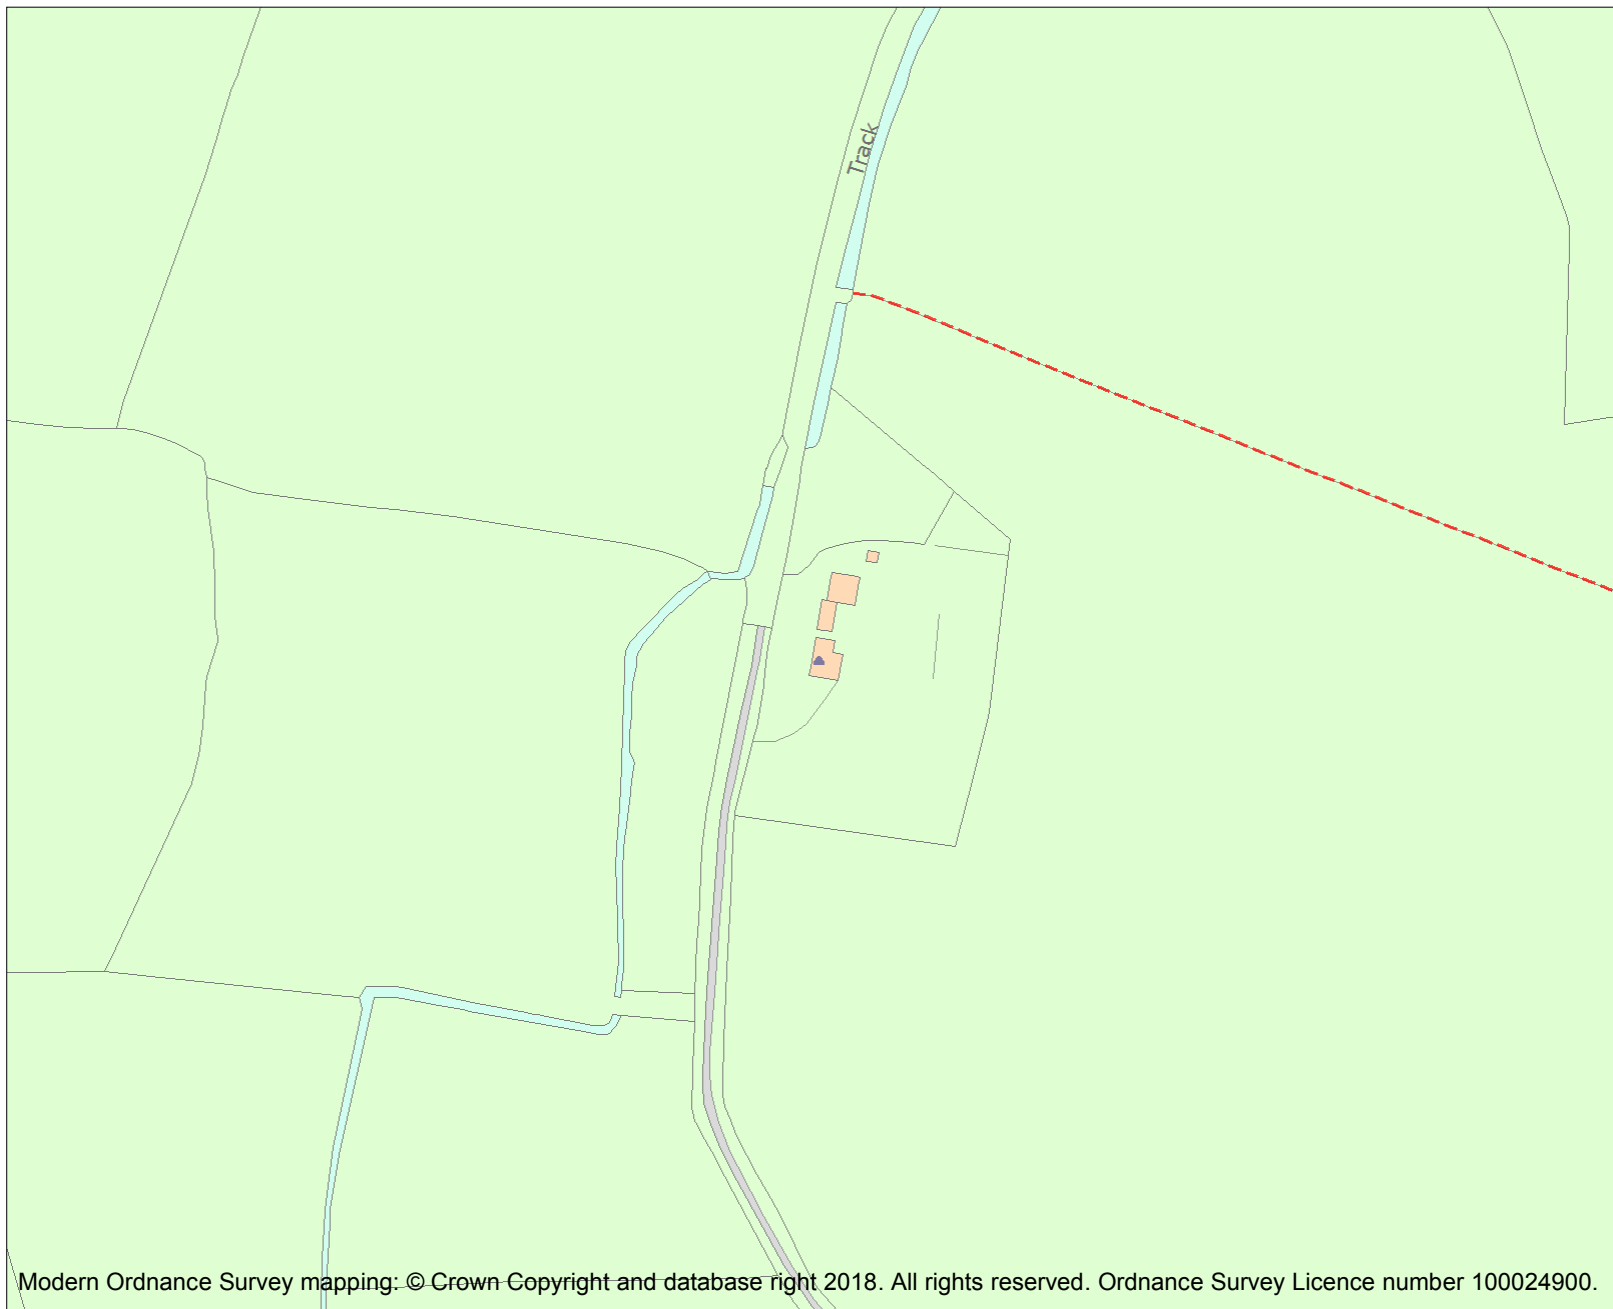 Track
Modern Ordnance Survey mapping: © Crown Copyright and database right 2018. All rights reserved. Ordnance Survey Licence number 100024900.